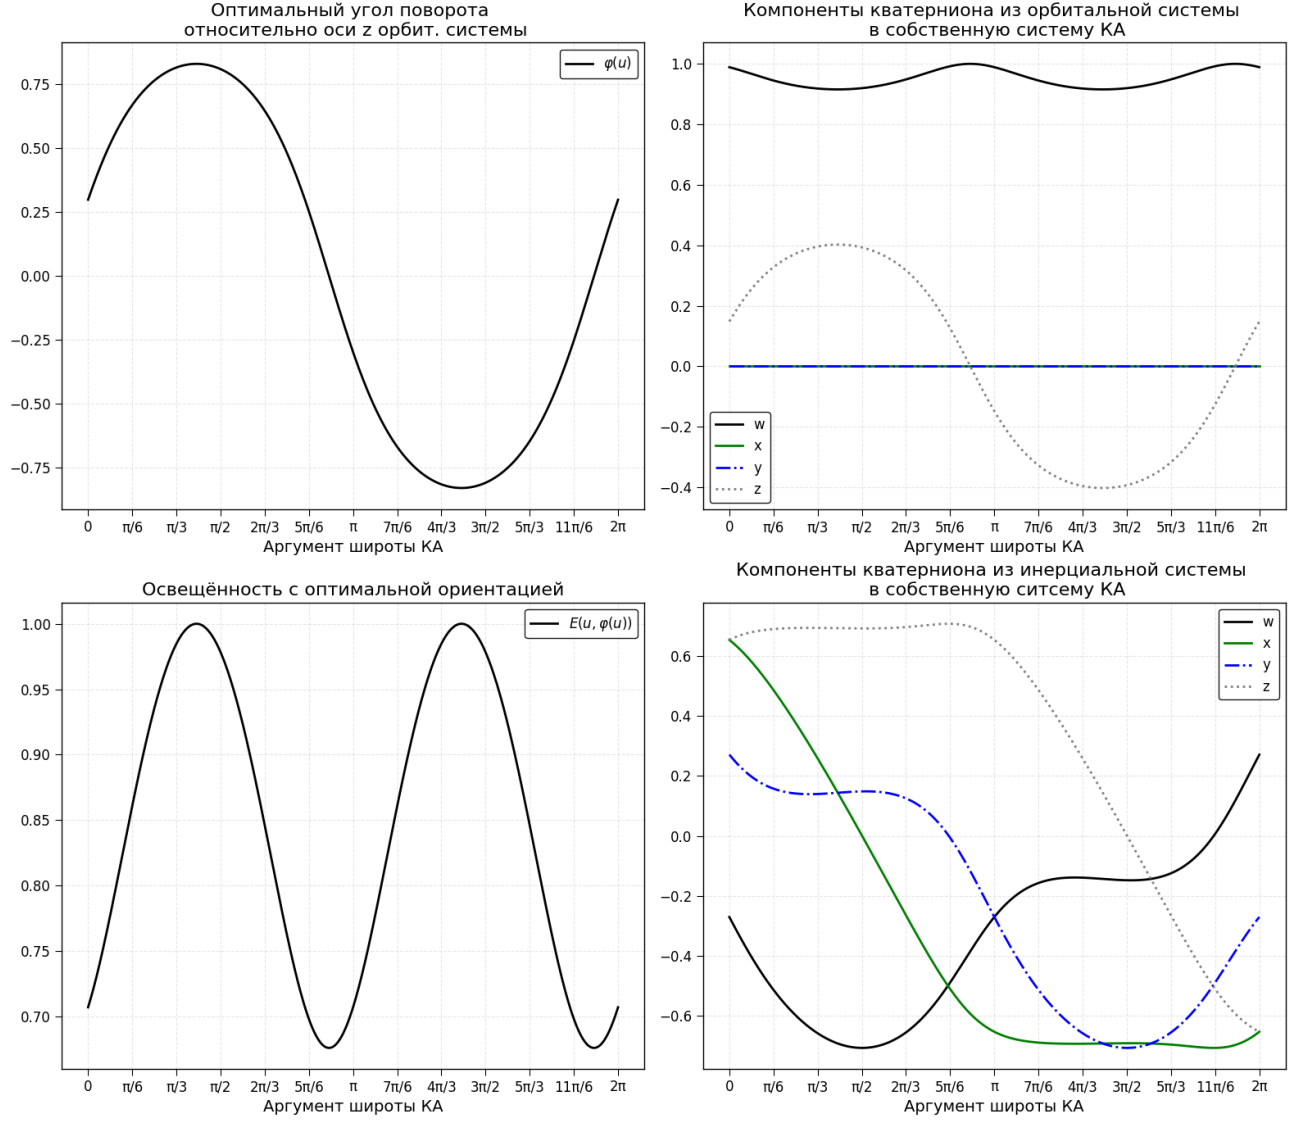 Оптимальный угол поворота
относительно оси z орбит. системы
φ(u)
0.75
0.50
0.25
0.00
−0.25
−0.50
−0.75
0 π/6 π/3 π/2 2π/3 5π/6 π 7π/6 4π/3 3π/2 5π/3 11π/6 2π
Аргумент широты КА
Компоненты кватерниона из орбитальной системы
в собственную систему КА
1.0
0.8
0.6
0.4
0.2
0.0
−0.2
−0.4
w
x
y
z
0 π/6 π/3 π/2 2π/3 5π/6 π 7π/6 4π/3 3π/2 5π/3 11π/6 2π
Аргумент широты КА
Освещённость с оптимальной ориентацией
E(u, φ(u))
1.00
0.95
0.90
0.85
0.80
0.75
0.70
0 π/6 π/3 π/2 2π/3 5π/6 π 7π/6 4π/3 3π/2 5π/3 11π/6 2π
Аргумент широты КА
Компоненты кватерниона из инерциальной системы
в собственную ситсему КА
w
x
y
z
0.6
0.4
0.2
0.0
−0.2
−0.4
−0.6
0 π/6 π/3 π/2 2π/3 5π/6 π 7π/6 4π/3 3π/2 5π/3 11π/6 2π
Аргумент широты КА